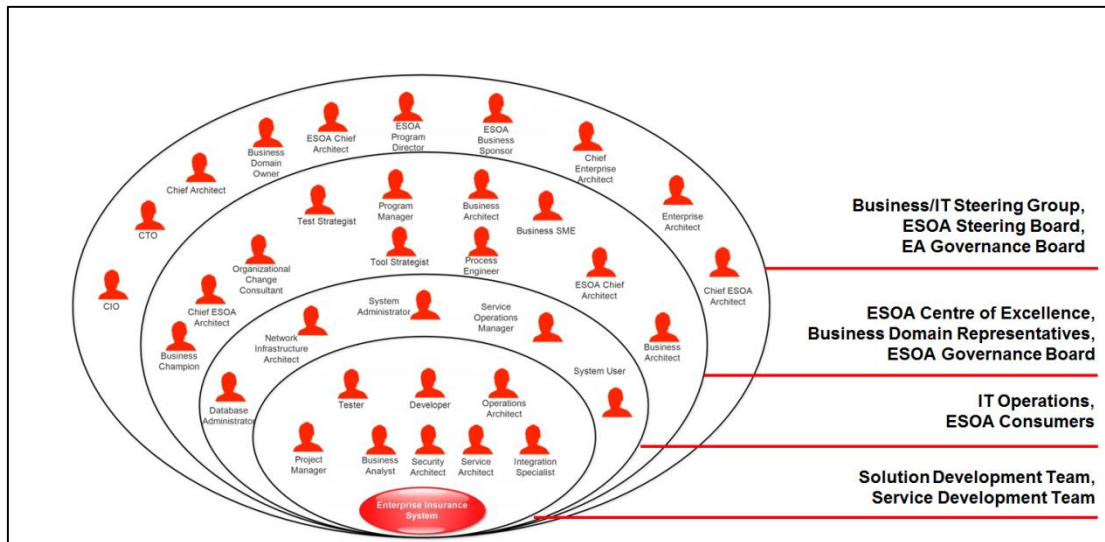 ESOA
Program
Director
ESOA
Business
Sponsor
ESOA Chief
Architect
Business
Domain
Owner
Chief
Enterprise
Architect
Chief Architect
Enterprise
Architect
CTO
CIO
Chief ESOA
Architect
Test Strategist
Program
Manager
Business
Architect
Business SME
Organizational
Change
Consultant
Tool Strategist
Process
Engineer
ESOA Chief
Architect
Chief ESOA
Architect
Business
Champion
Business
Architect
System
Administrator
Service
Operations
Manager
Network
Infrastructure
Architect
System User
Database
Administrator
Tester
Developer
Operations
Architect
Project
Manager
Business
Analyst
Security
Architect
Service
Architect
Integration
Specialist
Enterprise Insurance
System
Business/IT Steering Group,
ESOA Steering Board,
EA Governance Board
ESOA Centre of Excellence,
Business Domain Representatives,
ESOA Governance Board
IT Operations,
ESOA Consumers
Solution Development Team,
Service Development Team